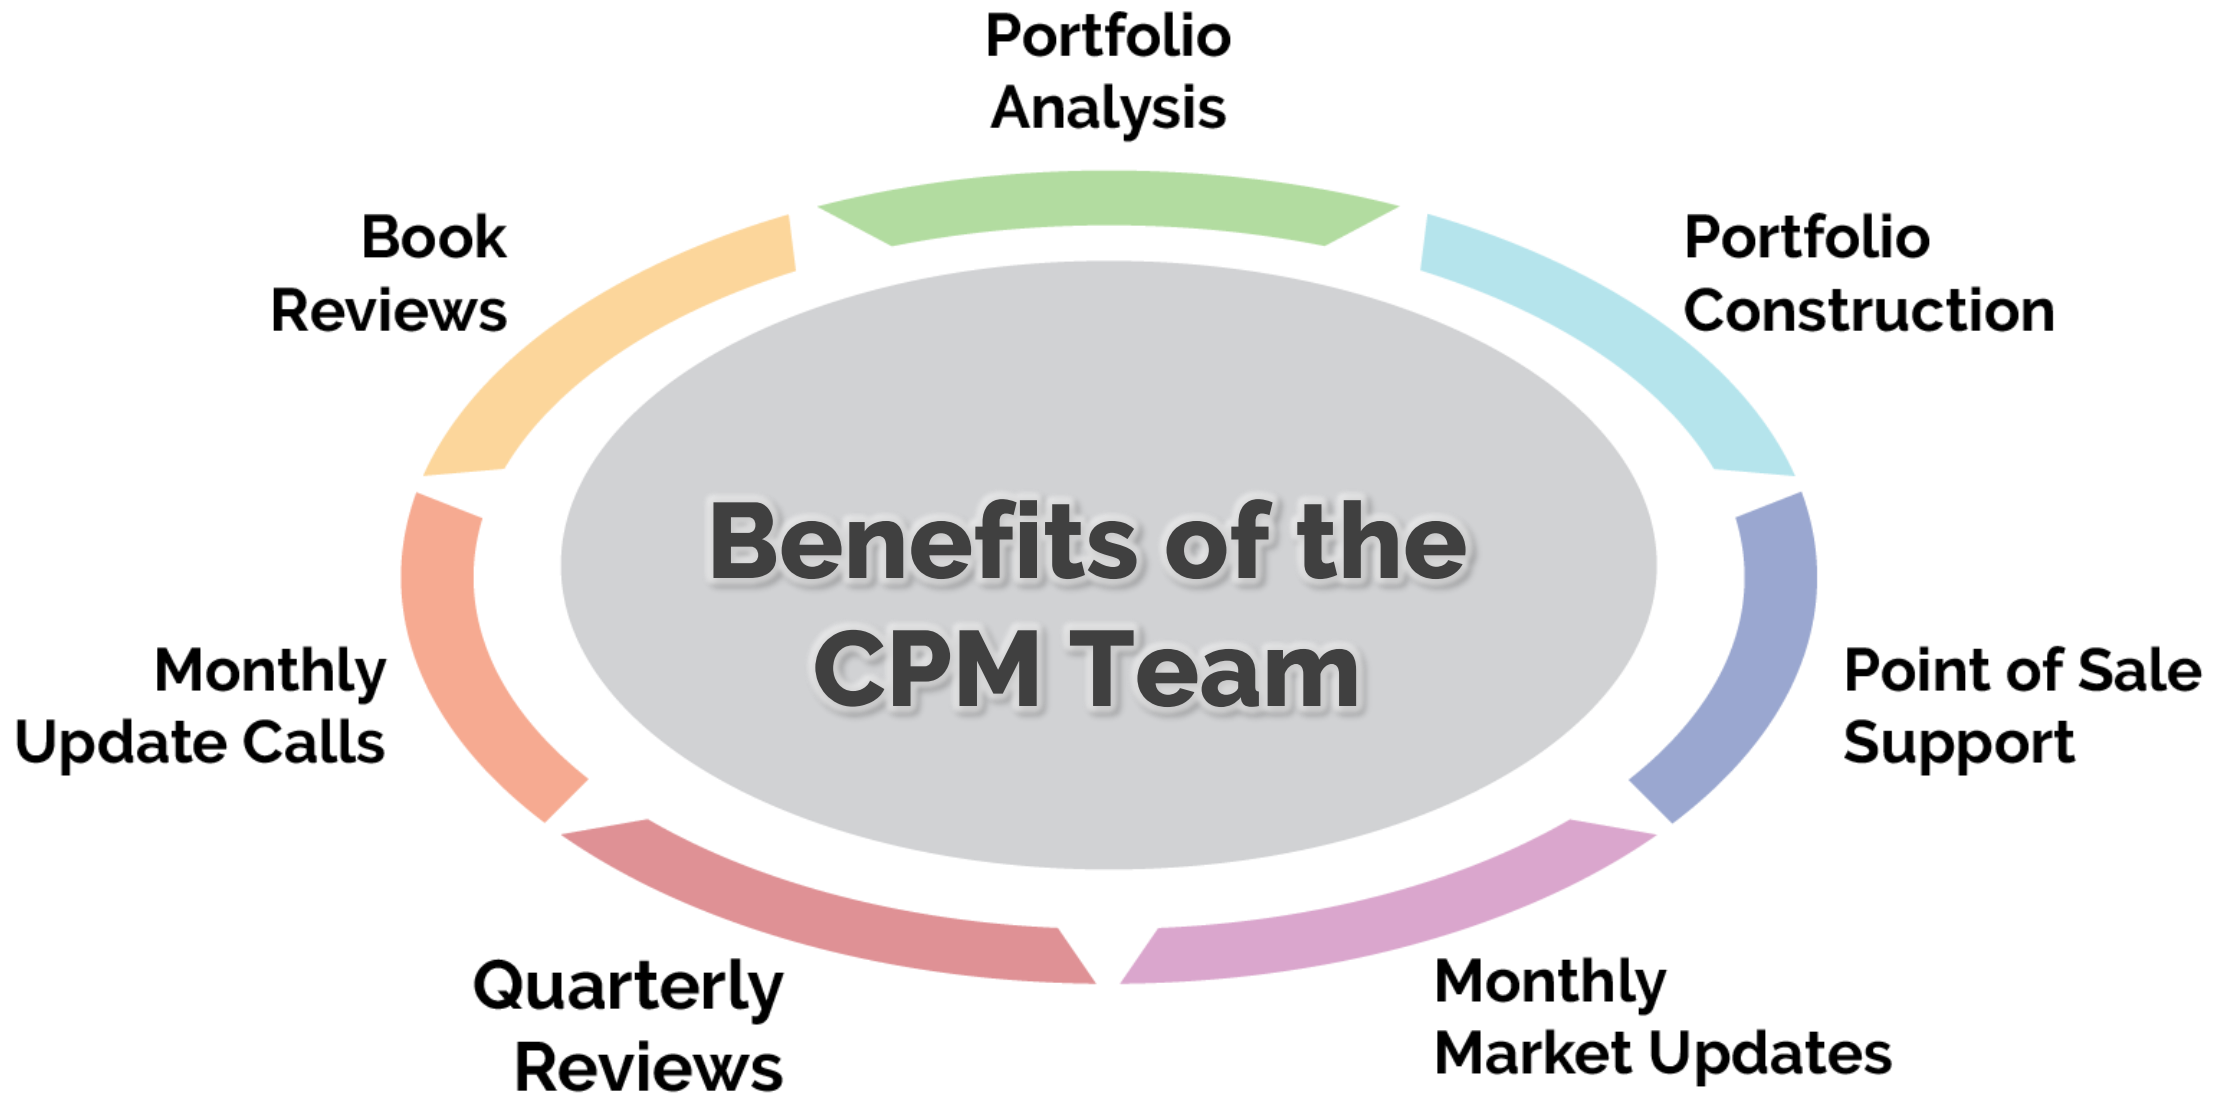 Portfolio
Analysis
Book
Reviews
Portfolio
Construction
Benefits of the
CPM Team
Monthly
Update Calls
Point of Sale
Support
Quarterly
Reviews
Monthly
Market Updates